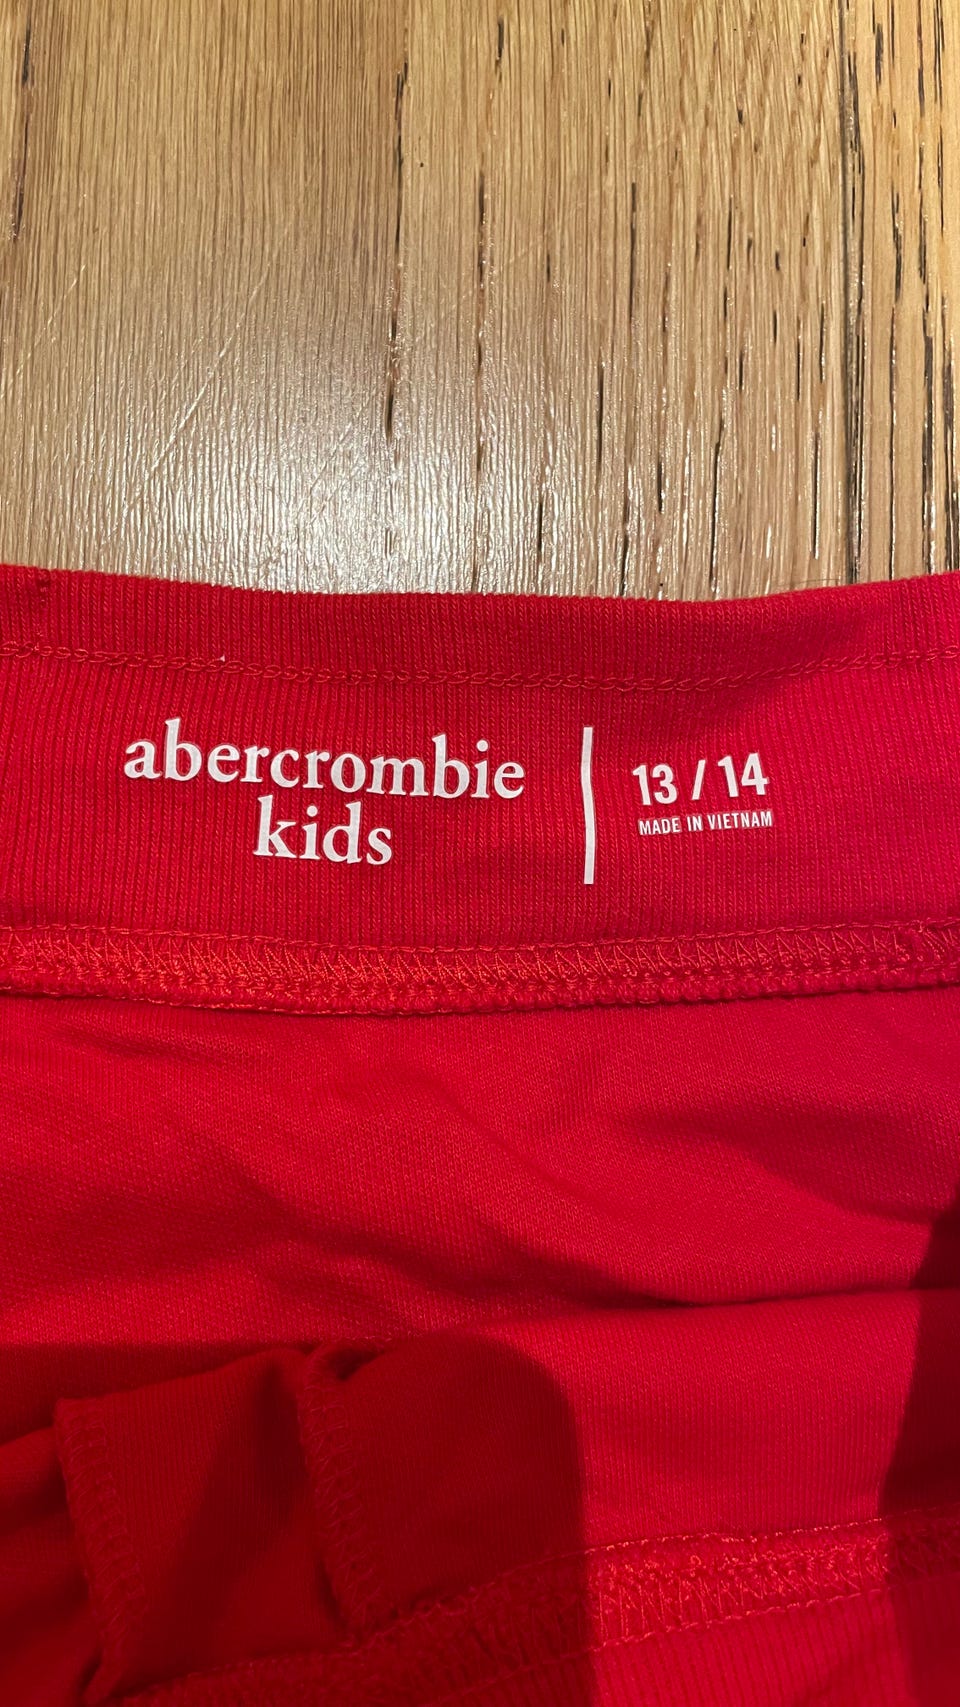 abercrombie
kids
13 / 14
MADE IN VIETNAM